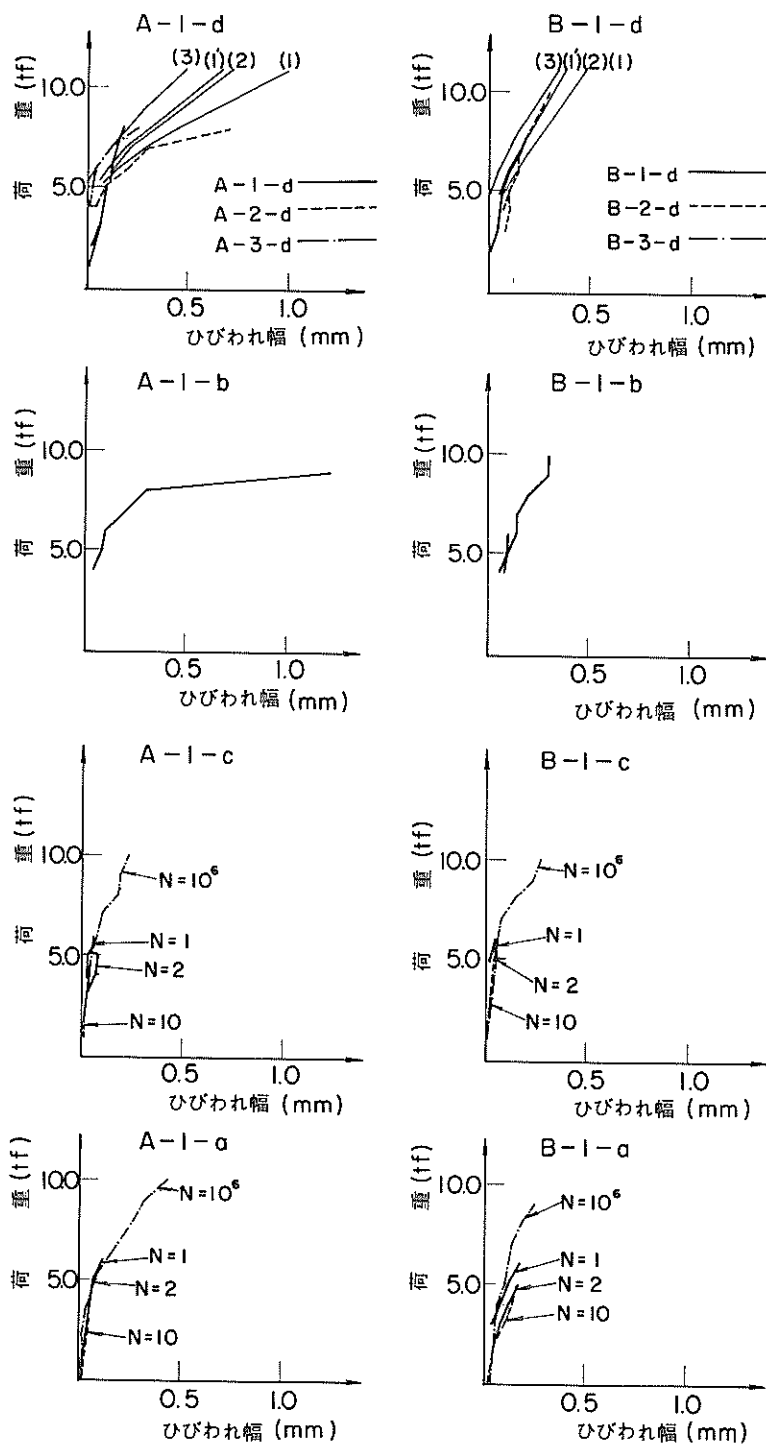 A-1-d
荷 重 (tf)
10.0
5.0
(3) (1) (2) (1)
A-1-d
A-2-d
A-3-d
0.5 1.0
ひびわれ幅 (mm)
B-1-d
荷 重 (tf)
10.0
5.0
(3)(1)(2)(1)
B-1-d
B-2-d
B-3-d
0.5 1.0
ひびわれ幅 (mm)
A-1-b
荷 重 (tf)
10.0
5.0
0.5 1.0
ひびわれ幅 (mm)
B-1-b
荷 重 (tf)
10.0
5.0
0.5 1.0
ひびわれ幅 (mm)
A-1-c
荷 重 (tf)
10.0
N=10⁶
N=1
5.0
N=2
N=10
0.5 1.0
ひびわれ幅 (mm)
B-1-c
荷 重 (tf)
10.0
N=10⁶
N=1
5.0
N=2
N=10
0.5 1.0
ひびわれ幅 (mm)
A-1-a
荷 重 (tf)
10.0
N=10⁶
N=1
5.0
N=2
N=10
0.5 1.0
ひびわれ幅 (mm)
B-1-a
荷 重 (tf)
10.0
N=10⁶
N=1
5.0
N=2
N=10
0.5 1.0
ひびわれ幅 (mm)